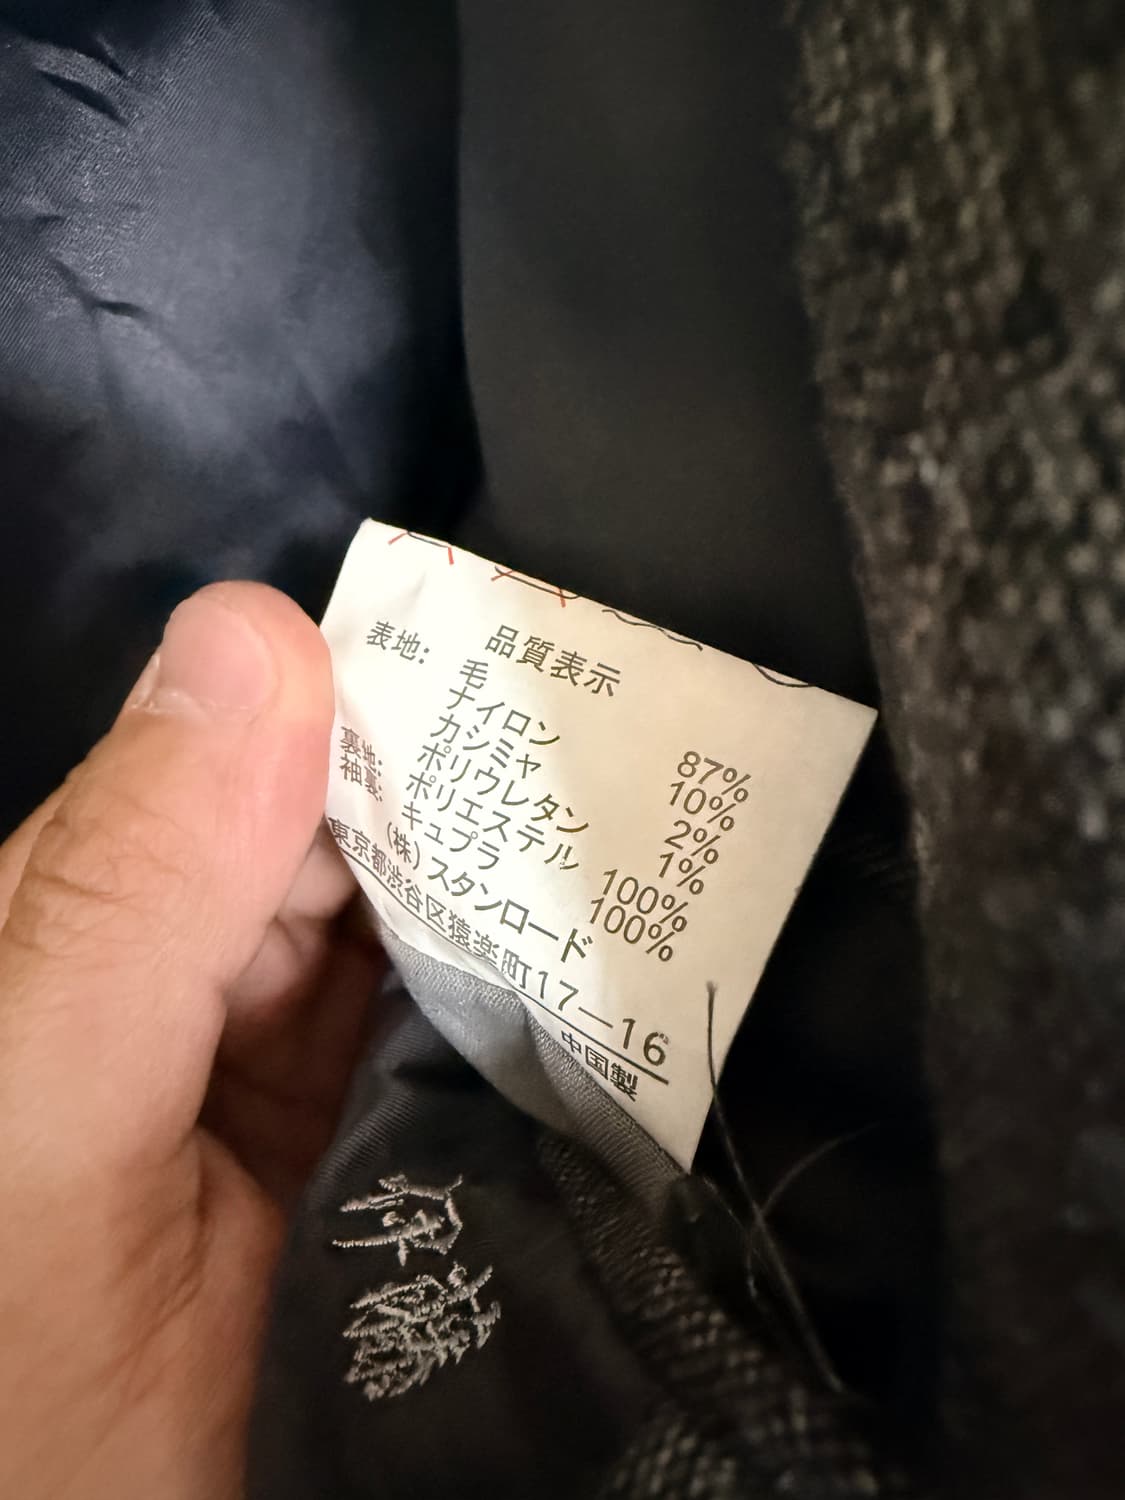 品質表示
表地:
毛 87%
ナイロン 10%
カシミヤ 2%
ポリウレタン 1%
裏地: ポリエステル 100%
袖裏: キュプラ 100%
(株)スタンロード
東京都渋谷区猿楽町17―16
中国製